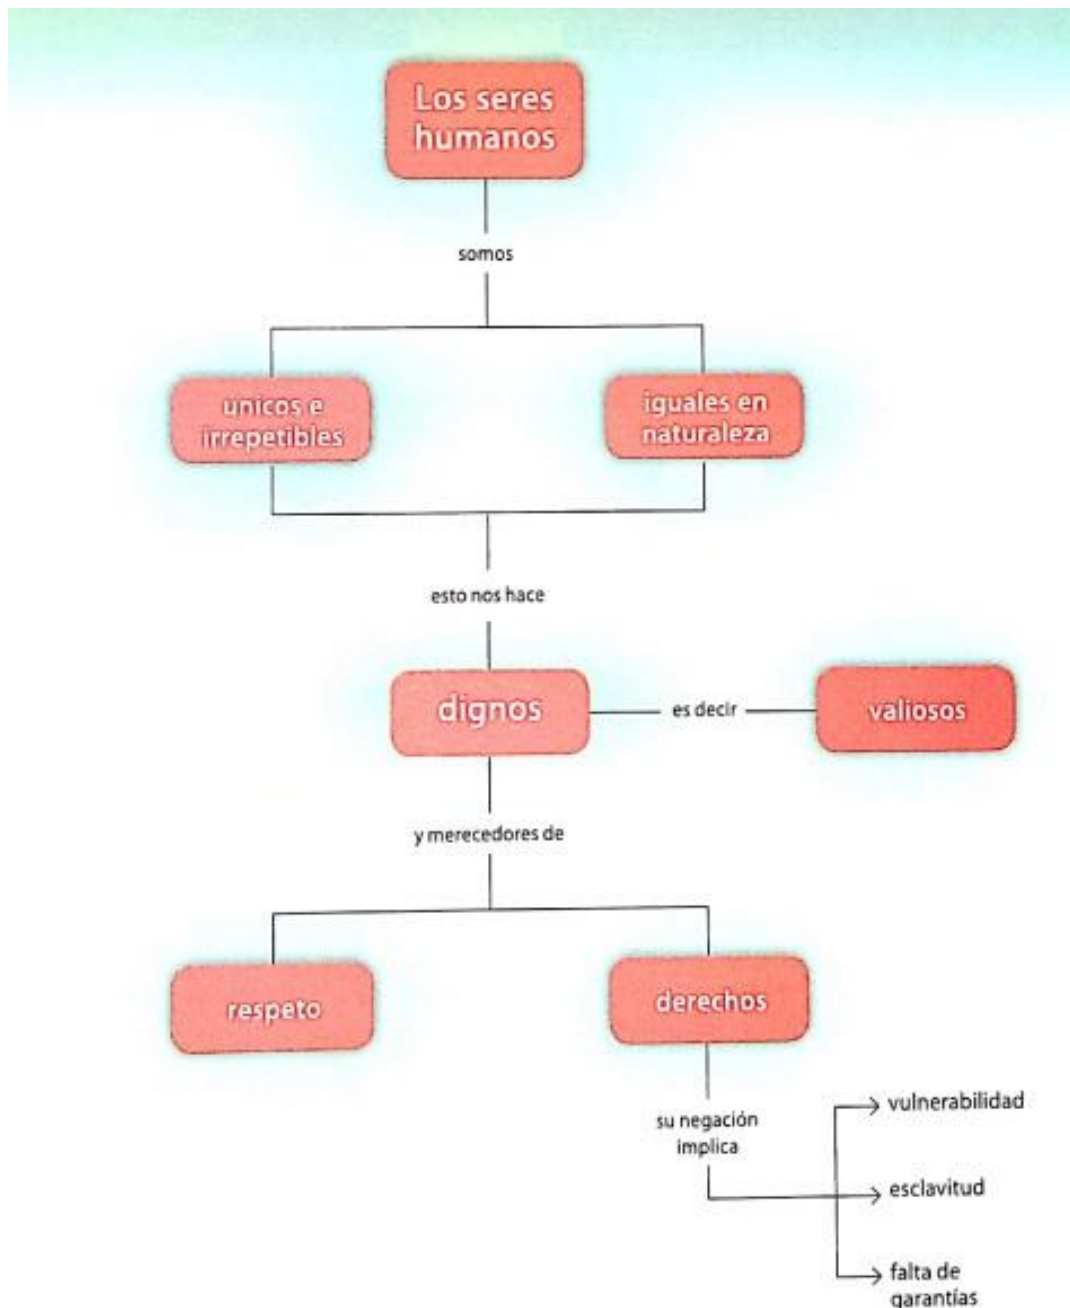 Los seres
humanos
somos
unicos e
irrepetibles
iguales en
naturaleza
esto nos hace
dignos
es decir
valiosos
y merecedores de
respeto
derechos
su negación
implica
vulnerabilidad
esclavitud
falta de
garantías